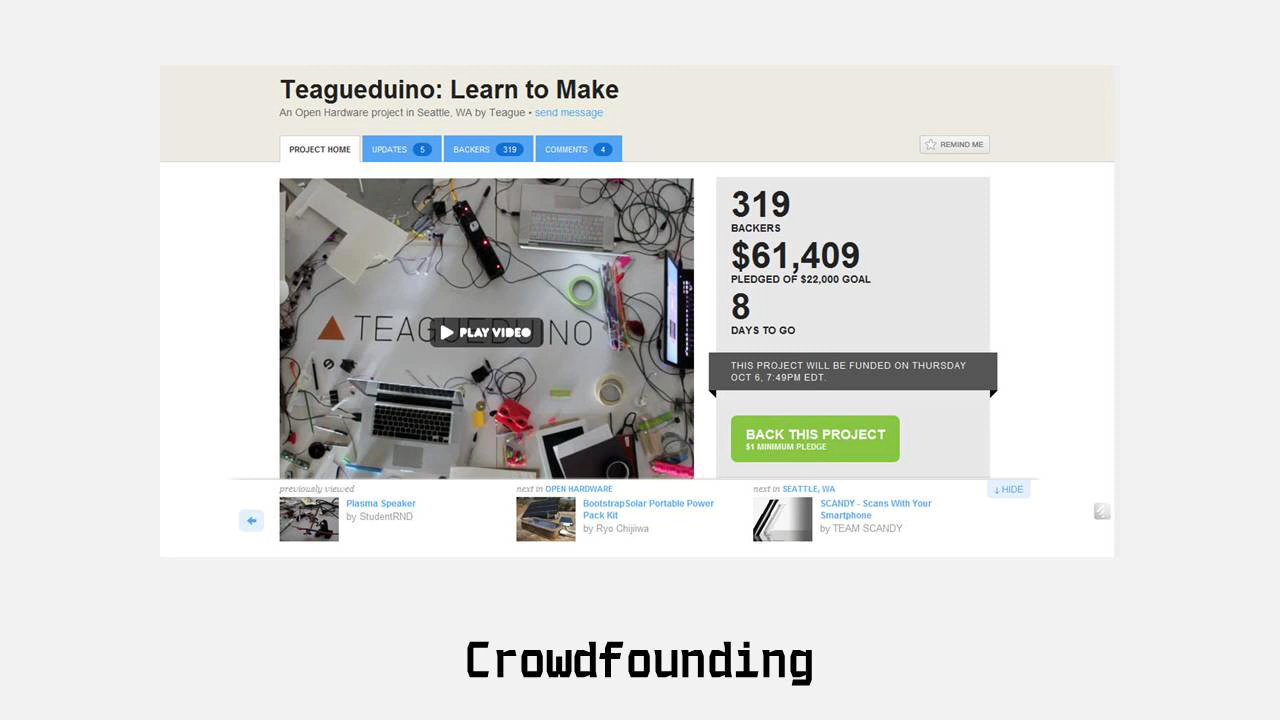 Teagueduino: Learn to Make
An Open Hardware project in Seattle, WA by Teague • send message
PROJECT HOME
UPDATES 5
BACKERS 319
COMMENTS 4
REMIND ME
TEAGUEDUINO
PLAY VIDEO
319
BACKERS
$61,409
PLEDGED OF $22,000 GOAL
8
DAYS TO GO
THIS PROJECT WILL BE FUNDED ON THURSDAY
OCT 6, 7:49PM EDT.
BACK THIS PROJECT
$1 MINIMUM PLEDGE
previously viewed
Plasma Speaker
by StudentRND
next in OPEN HARDWARE
BootstrapSolar Portable Power
Pack Kit
by Ryo Chijiiwa
next in SEATTLE, WA
SCANDY - Scans With Your
Smartphone
by TEAM SCANDY
↓ HIDE
Crowdfounding